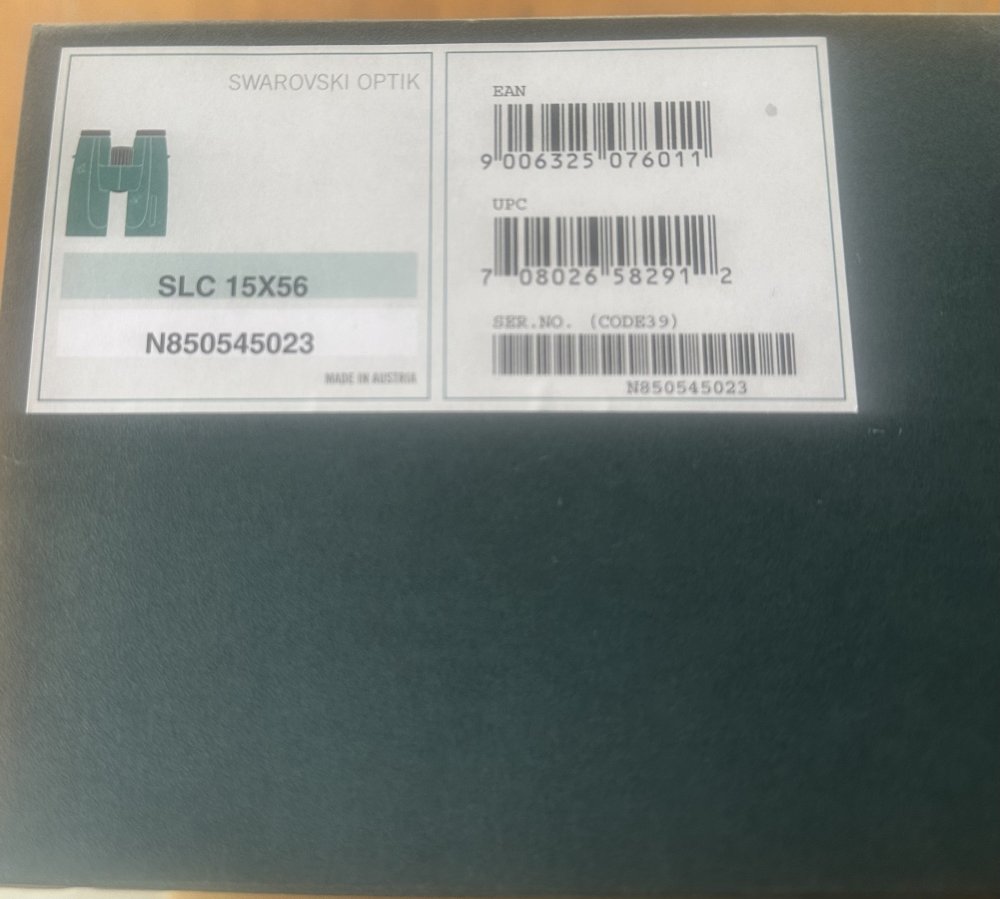 SWAROVSKI OPTIK
SLC 15X56
N850545023
MADE IN AUSTRIA
EAN
9 006325 076011
UPC
7 08026 58291 2
SER.NO. (CODE39)
N850545023